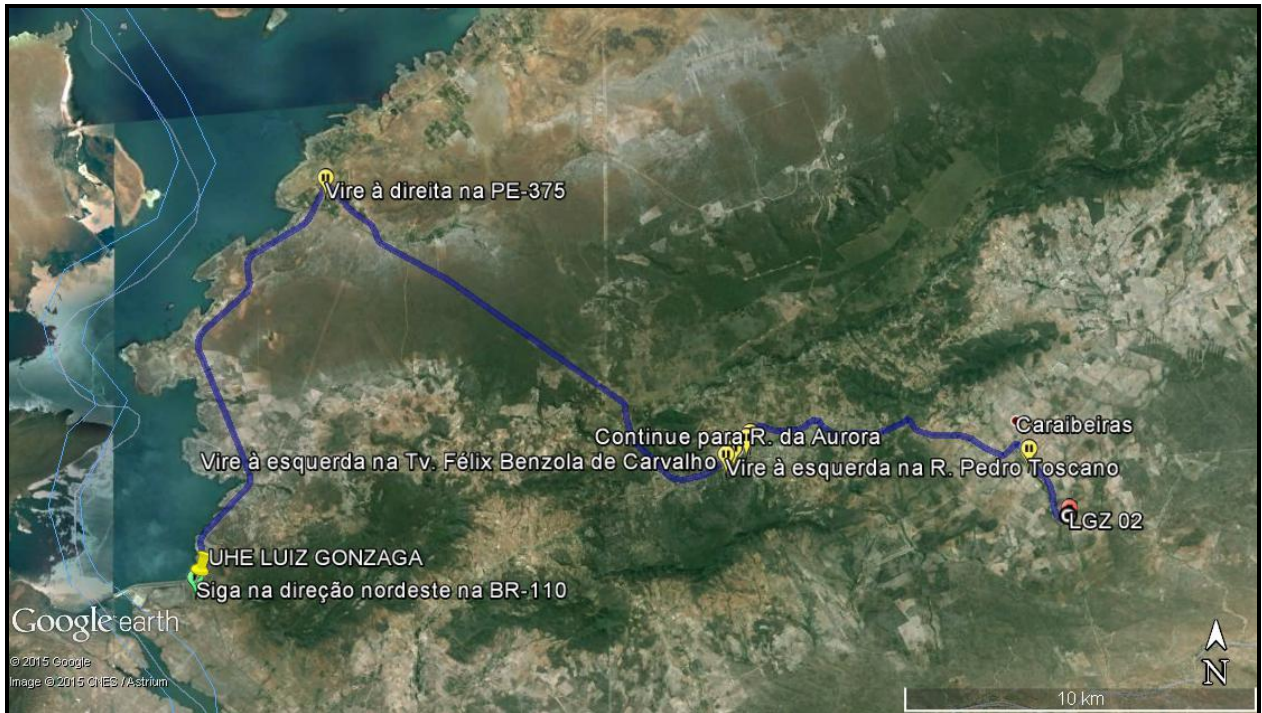 Vire à direita na PE-375
Caraibeiras
Continue para R. da Aurora
Vire à esquerda na Tv. Félix Benzola de Carvalho
Vire à esquerda na R. Pedro Toscano
LGZ 02
UHE LUIZ GONZAGA
Siga na direção nordeste na BR-110
Google earth
© 2015 Google
Image © 2015 CNES / Astrium
N
10 km